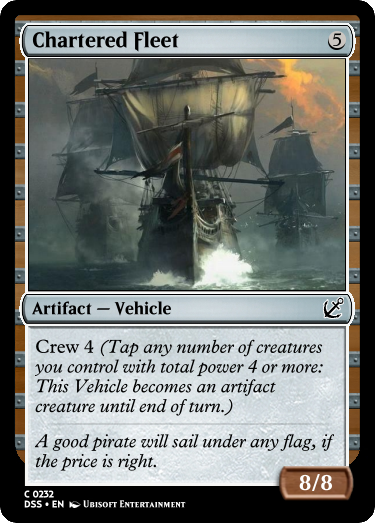 Chartered Fleet 5
Artifact — Vehicle
Crew 4 (Tap any number of creatures
you control with total power 4 or more:
This Vehicle becomes an artifact
creature until end of turn.)
A good pirate will sail under any flag, if
the price is right.
8/8
C 0232
DSS • EN Ubisoft Entertainment